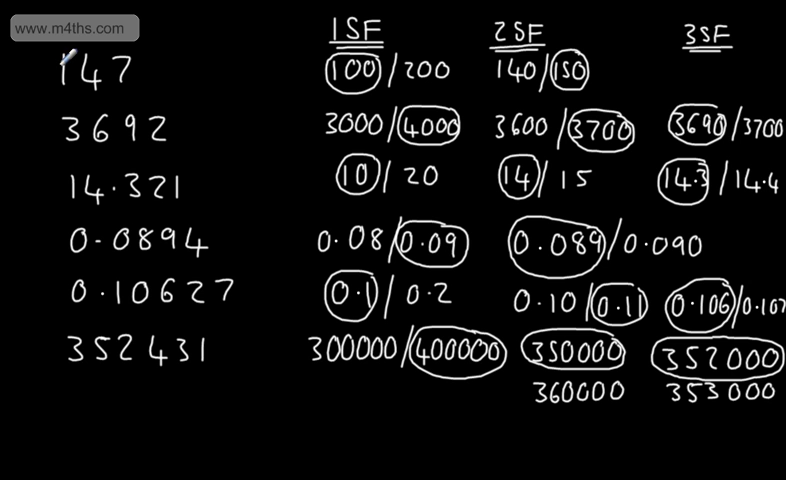 www.m4ths.com
1SF 2SF 3SF
147 100/200 140/150
3692 3000/4000 3600/3700 3690/3700
14.321 10/20 14/15 14.3/14.4
0.0894 0.08/0.09 0.089/0.090
0.10627 0.1/0.2 0.10/0.11 0.106/0.107
352431 300000/400000 350000 352000
360000 353000